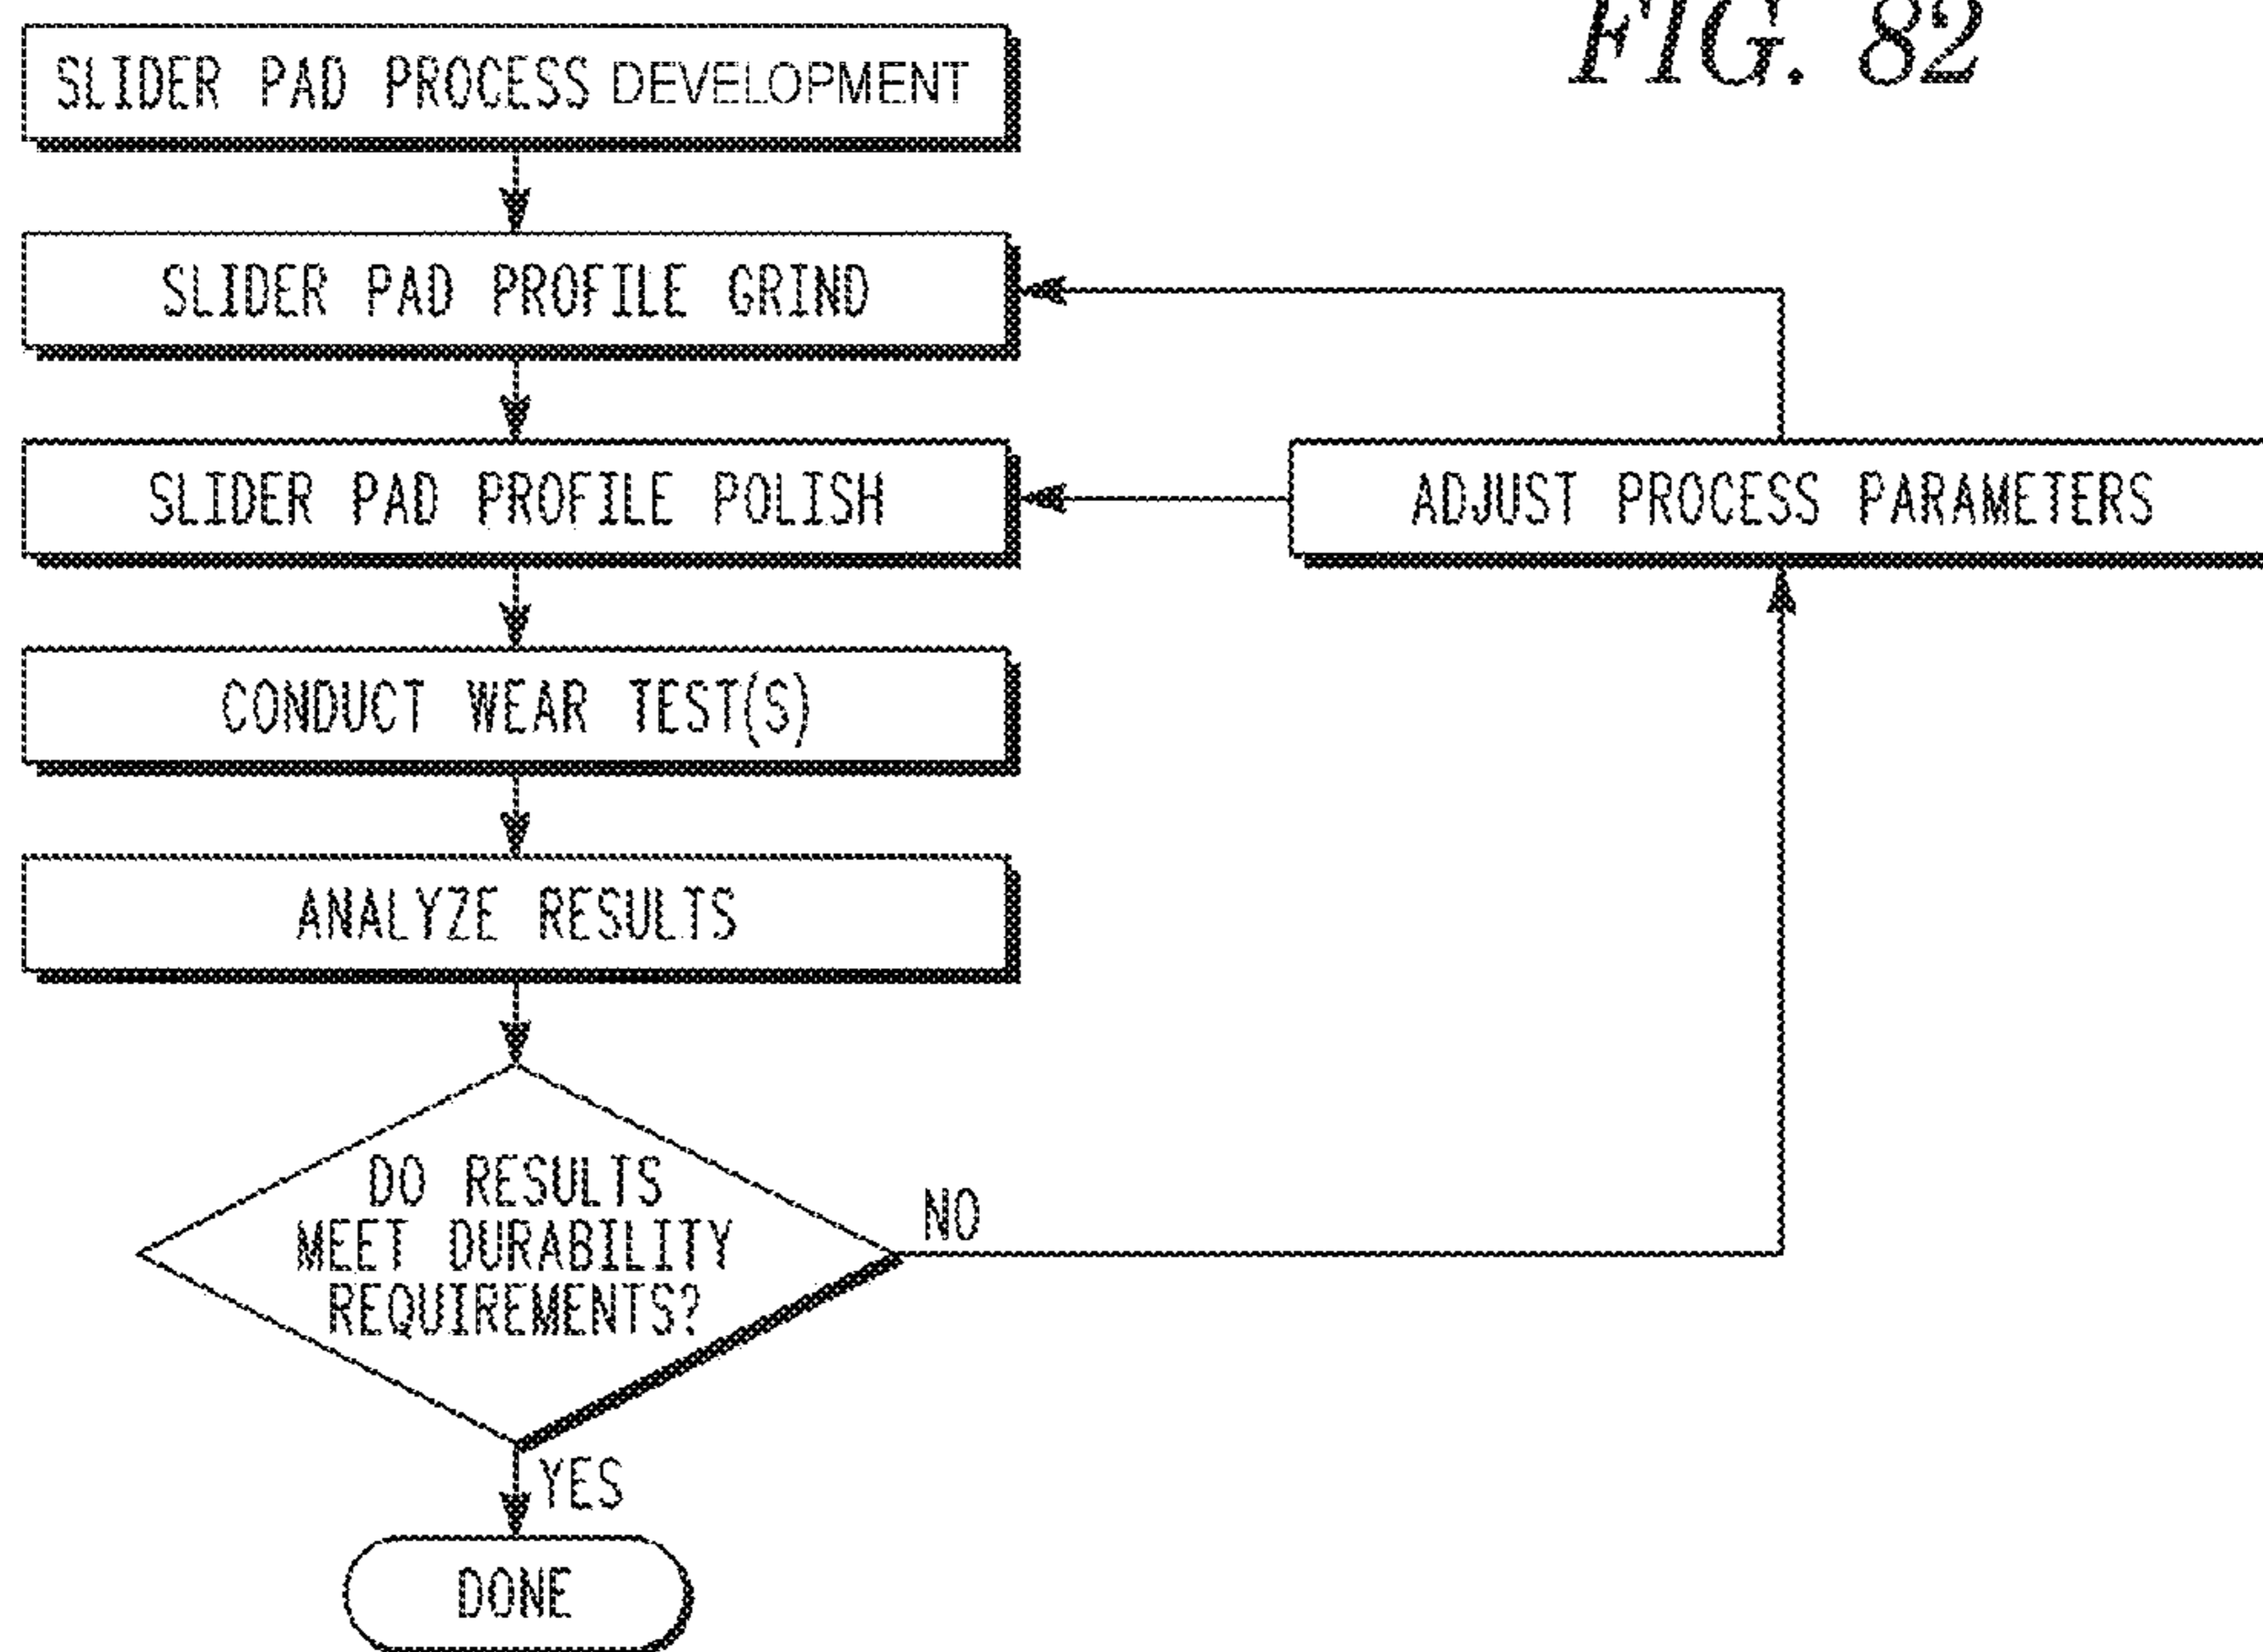 FIG. 82
SLIDER PAD PROCESS DEVELOPMENT
SLIDER PAD PROFILE GRIND
SLIDER PAD PROFILE POLISH
ADJUST PROCESS PARAMETERS
CONDUCT WEAR TEST(S)
ANALYZE RESULTS
DO RESULTS
MEET DURABILITY
REQUIREMENTS?
NO
YES
DONE